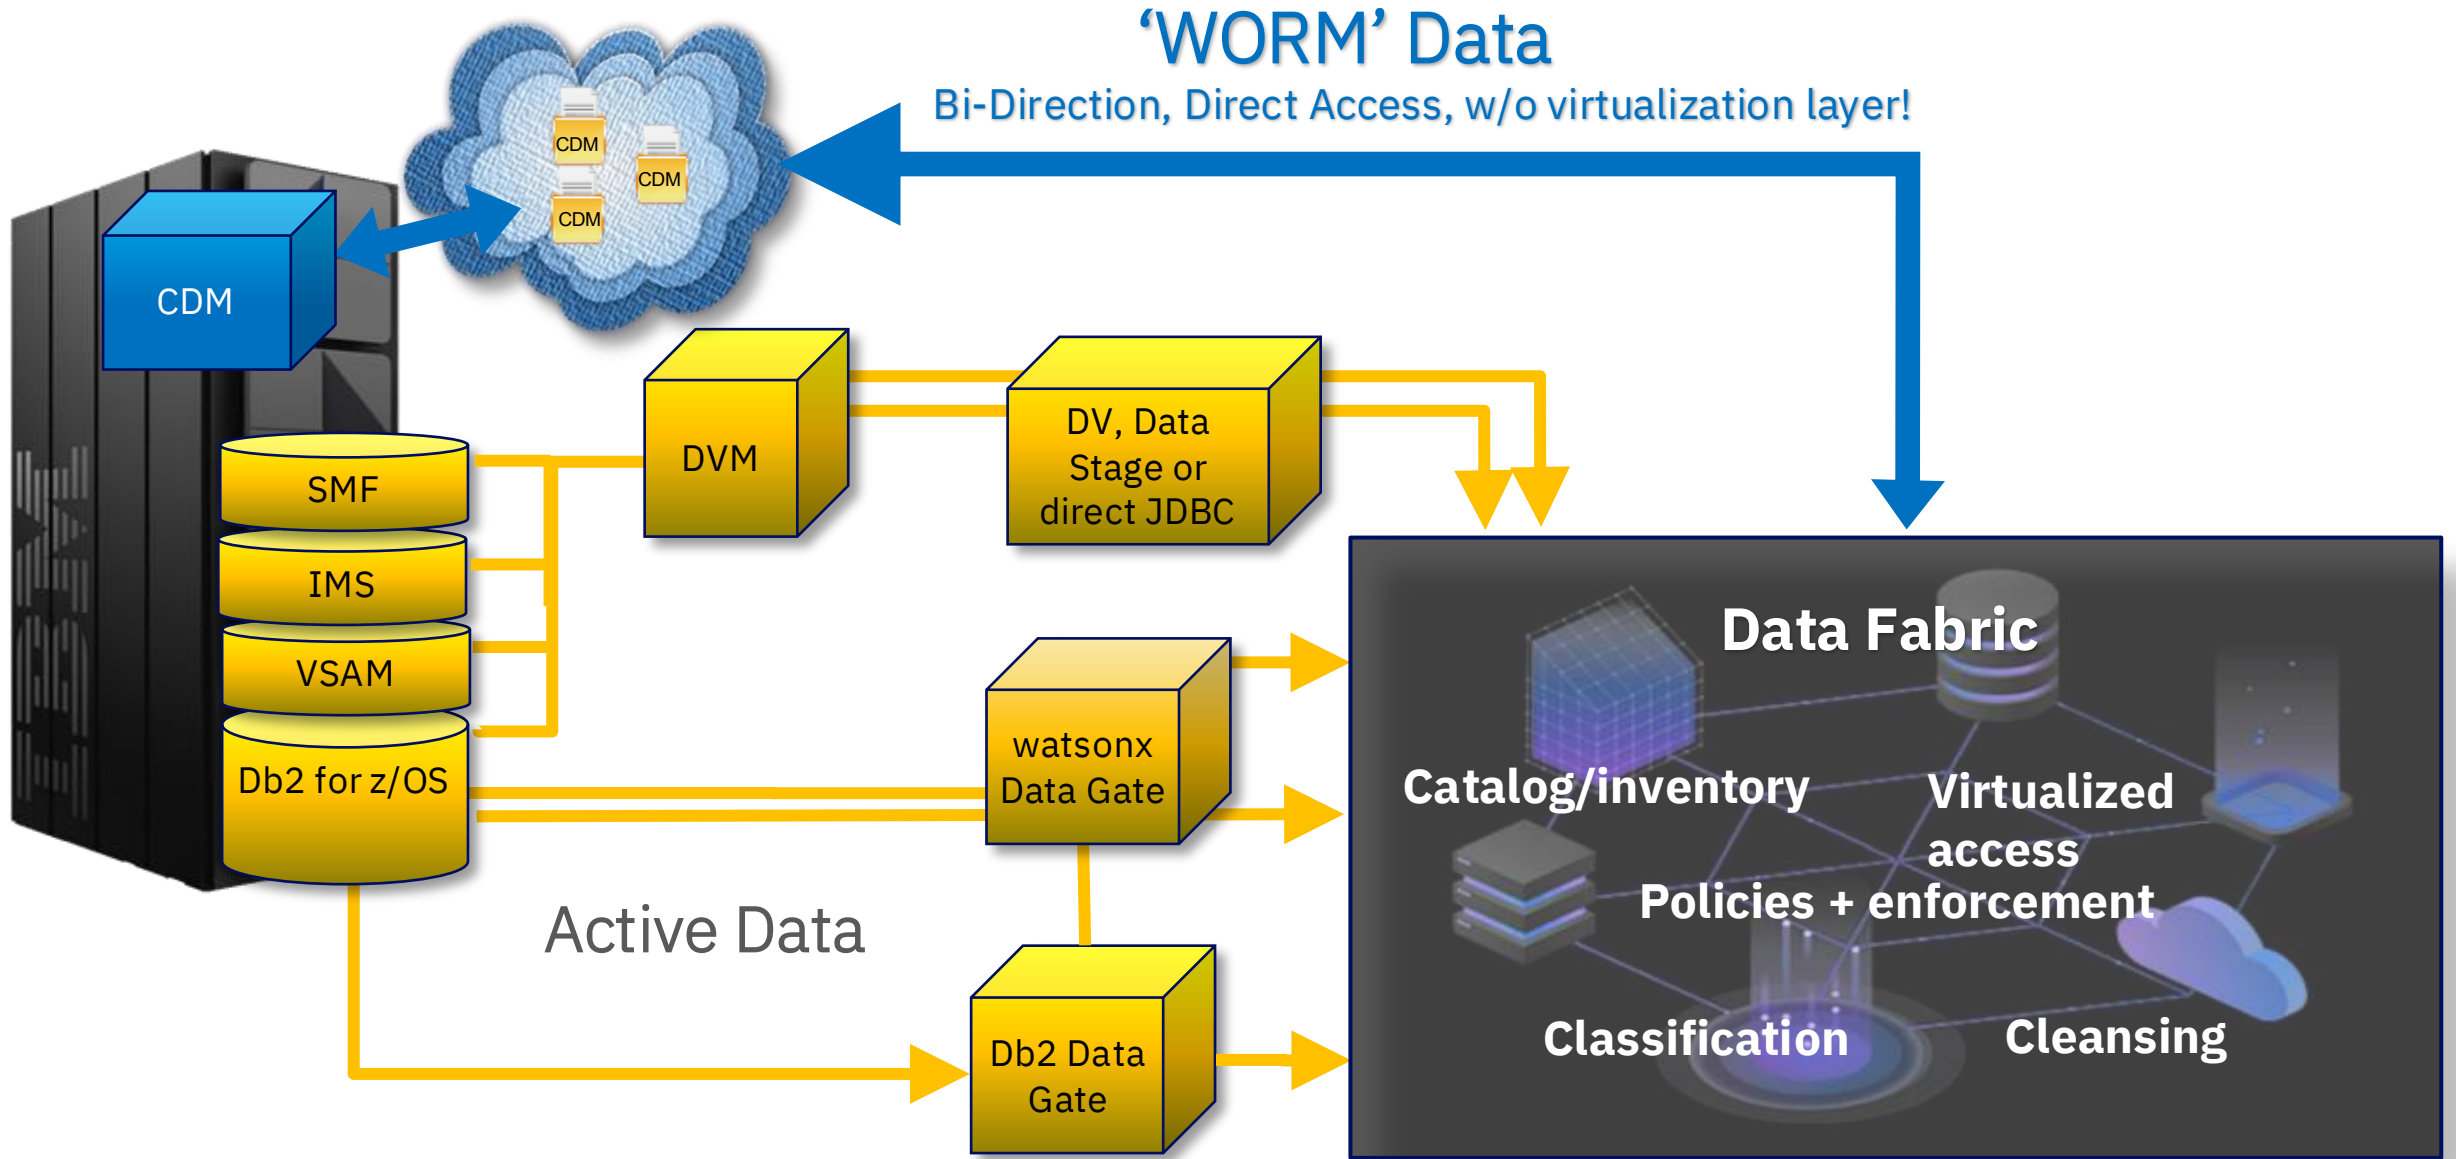 ‘WORM’ Data
Bi-Direction, Direct Access, w/o virtualization layer!
CDM
CDM
CDM
CDM
SMF
IMS
VSAM
Db2 for z/OS
DVM
DV, Data
Stage or
direct JDBC
watsonx
Data Gate
Active Data
Db2 Data
Gate
Data Fabric
Catalog/inventory
Virtualized
access
Policies + enforcement
Classification
Cleansing
IBM